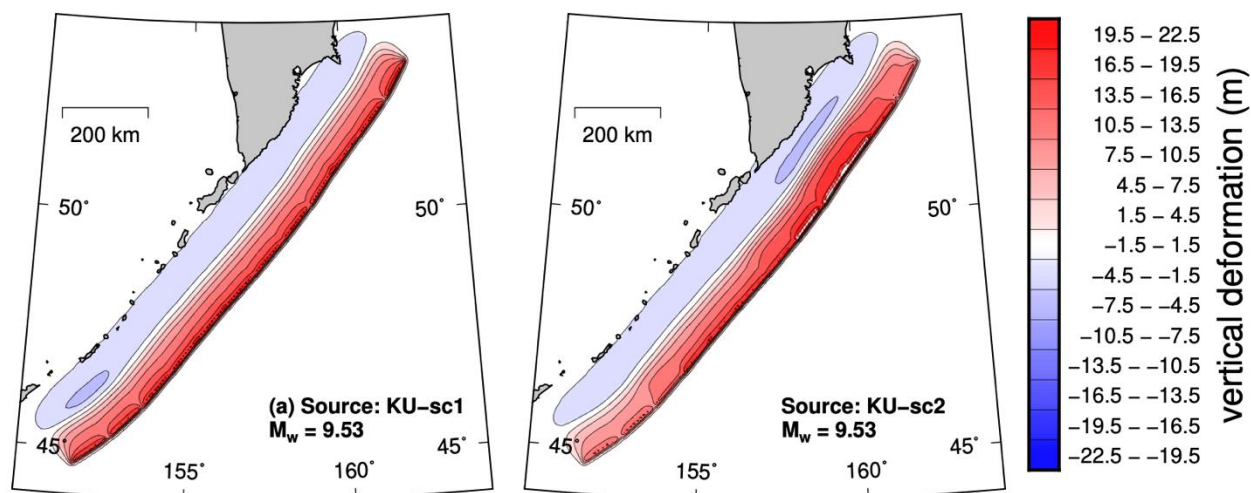 200 km
50°
50°
45°
45°
155°
160°
(a) Source: KU-sc1
Mw = 9.53
200 km
50°
50°
45°
45°
155°
160°
Source: KU-sc2
Mw = 9.53
19.5 – 22.5
16.5 – 19.5
13.5 – 16.5
10.5 – 13.5
7.5 – 10.5
4.5 – 7.5
1.5 – 4.5
-1.5 – 1.5
-4.5 – -1.5
-7.5 – -4.5
-10.5 – -7.5
-13.5 – -10.5
-16.5 – -13.5
-19.5 – -16.5
-22.5 – -19.5
vertical deformation (m)